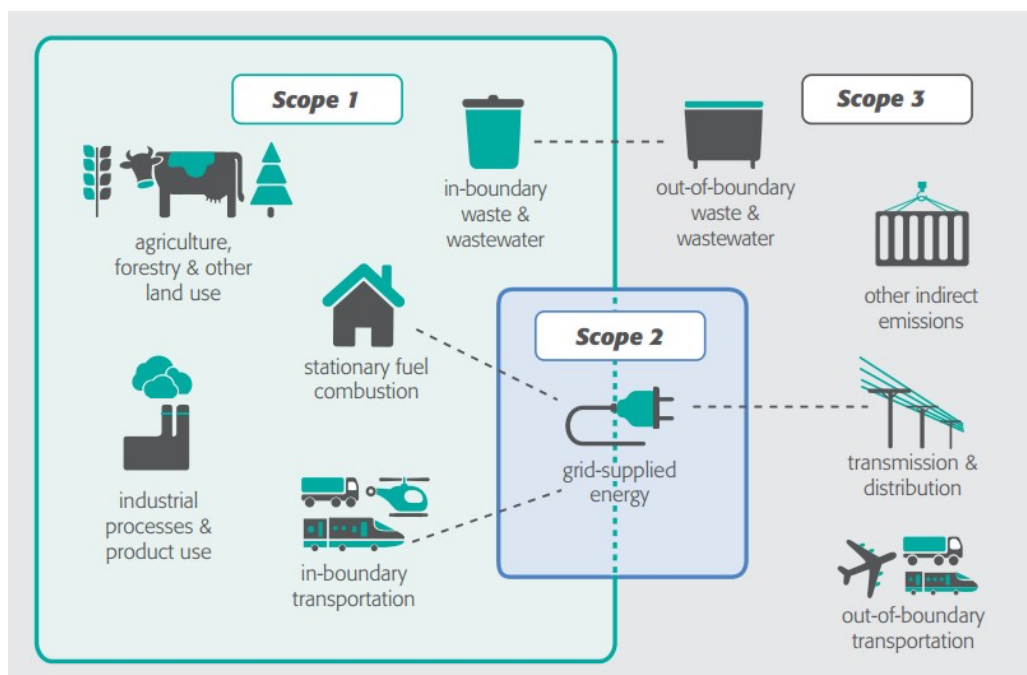 Scope 1
Scope 3
in-boundary
waste &
wastewater
out-of-boundary
waste &
wastewater
agriculture,
forestry & other
land use
other indirect
emissions
Scope 2
stationary fuel
combustion
grid-supplied
energy
transmission &
distribution
industrial
processes &
product use
in-boundary
transportation
out-of-boundary
transportation